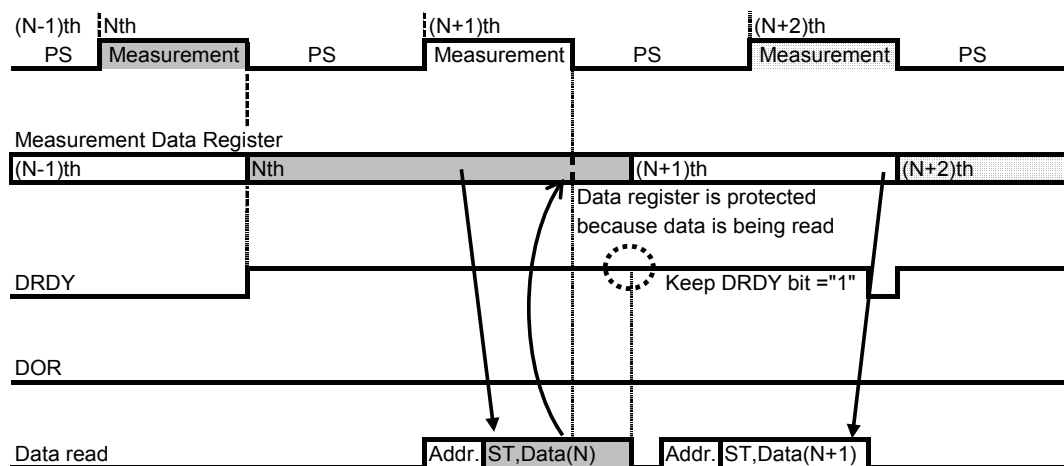 (N-1)th Nth (N+1)th (N+2)th
PS Measurement PS Measurement PS Measurement PS
Measurement Data Register
(N-1)th Nth (N+1)th (N+2)th
Data register is protected
because data is being read
DRDY Keep DRDY bit ="1"
DOR
Data read Addr. ST,Data(N) Addr. ST,Data(N+1)